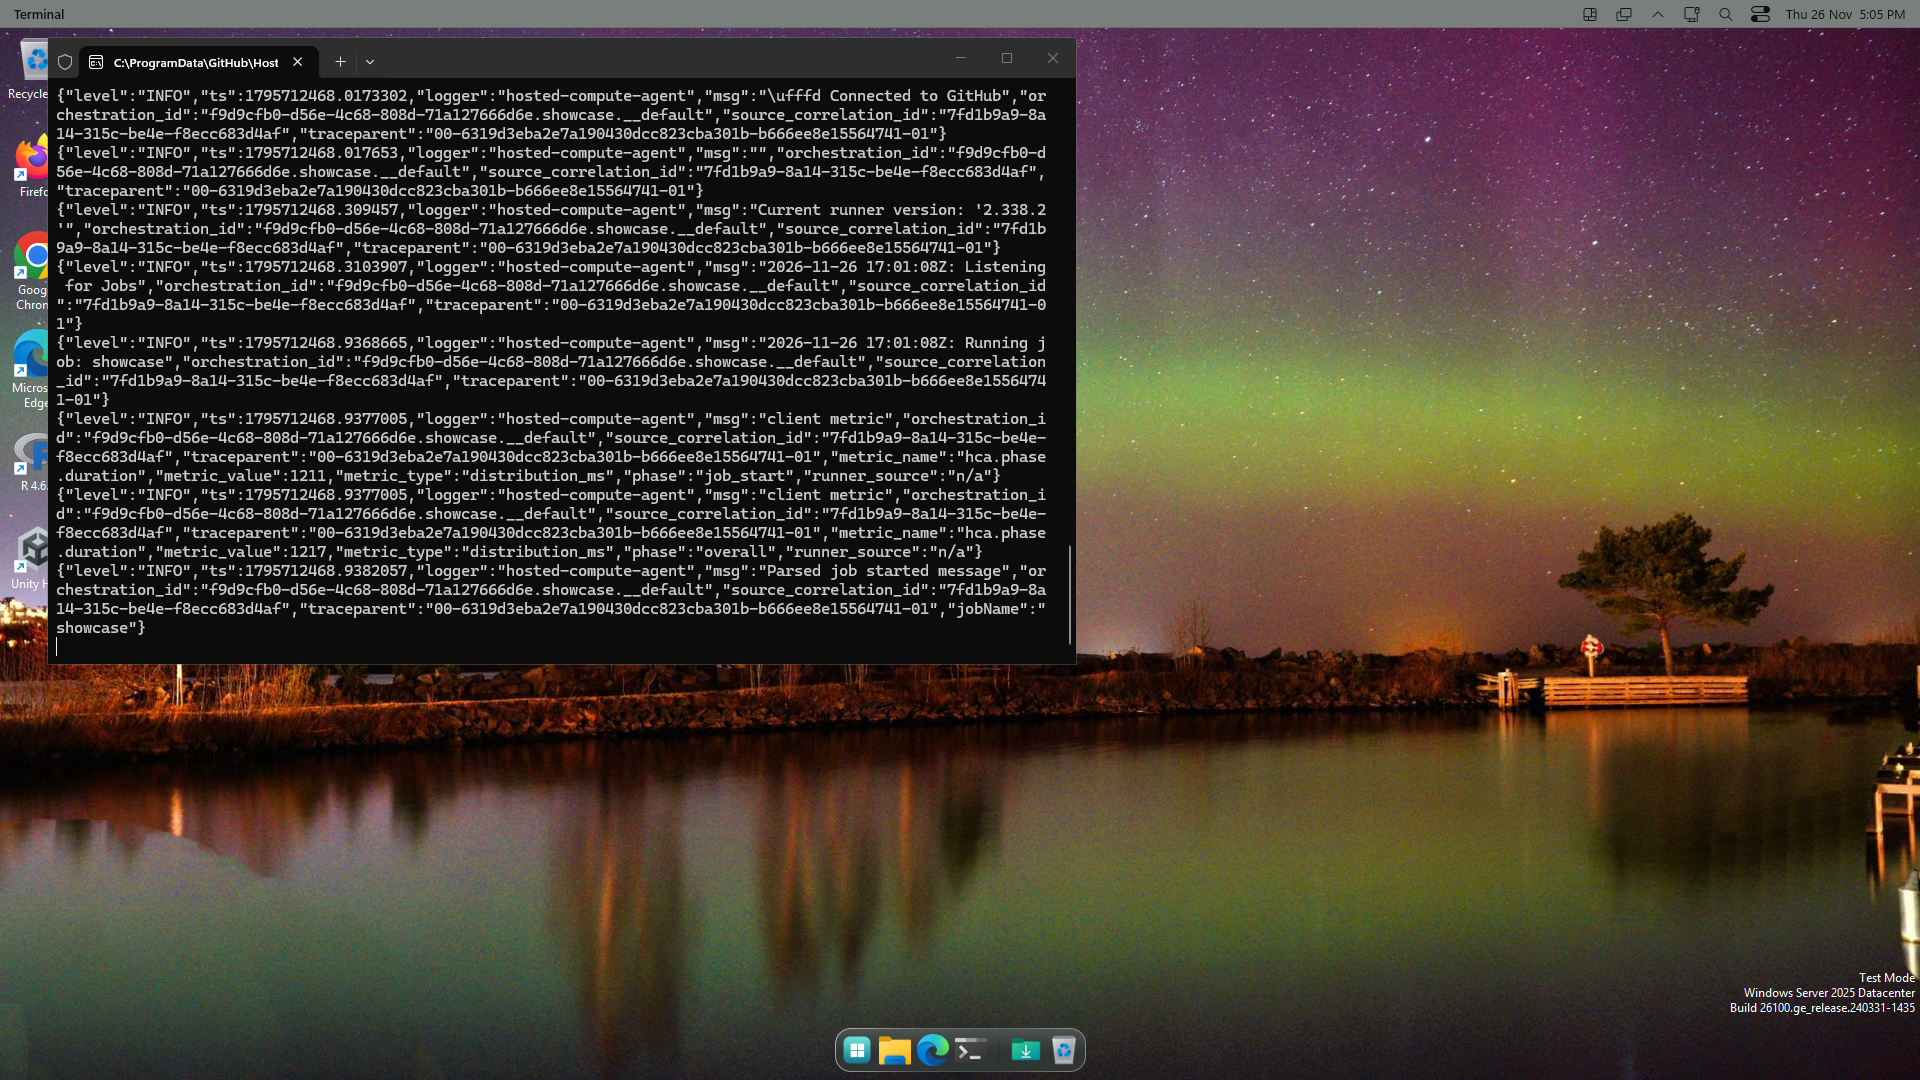 Terminal
Thu 26 Nov 5:05 PM
C:\ProgramData\GitHub\Host
{"level":"INFO","ts":1795712468.0173302,"logger":"hosted-compute-agent","msg":"\ufffd Connected to GitHub","or
chestration_id":"f9d9cfb0-d56e-4c68-808d-71a127666d6e.showcase.__default","source_correlation_id":"7fd1b9a9-8a
14-315c-be4e-f8ecc683d4af","traceparent":"00-6319d3eba2e7a190430dcc823cba301b-b666ee8e15564741-01"}
{"level":"INFO","ts":1795712468.017653,"logger":"hosted-compute-agent","msg":"","orchestration_id":"f9d9cfb0-d
56e-4c68-808d-71a127666d6e.showcase.__default","source_correlation_id":"7fd1b9a9-8a14-315c-be4e-f8ecc683d4af",
"traceparent":"00-6319d3eba2e7a190430dcc823cba301b-b666ee8e15564741-01"}
{"level":"INFO","ts":1795712468.309457,"logger":"hosted-compute-agent","msg":"Current runner version: '2.338.2
'","orchestration_id":"f9d9cfb0-d56e-4c68-808d-71a127666d6e.showcase.__default","source_correlation_id":"7fd1b
9a9-8a14-315c-be4e-f8ecc683d4af","traceparent":"00-6319d3eba2e7a190430dcc823cba301b-b666ee8e15564741-01"}
{"level":"INFO","ts":1795712468.3103907,"logger":"hosted-compute-agent","msg":"2026-11-26 17:01:08Z: Listening
 for Jobs","orchestration_id":"f9d9cfb0-d56e-4c68-808d-71a127666d6e.showcase.__default","source_correlation_id
":"7fd1b9a9-8a14-315c-be4e-f8ecc683d4af","traceparent":"00-6319d3eba2e7a190430dcc823cba301b-b666ee8e15564741-0
1"}
{"level":"INFO","ts":1795712468.9368665,"logger":"hosted-compute-agent","msg":"2026-11-26 17:01:08Z: Running j
ob: showcase","orchestration_id":"f9d9cfb0-d56e-4c68-808d-71a127666d6e.showcase.__default","source_correlation
_id":"7fd1b9a9-8a14-315c-be4e-f8ecc683d4af","traceparent":"00-6319d3eba2e7a190430dcc823cba301b-b666ee8e1556474
1-01"}
{"level":"INFO","ts":1795712468.9377005,"logger":"hosted-compute-agent","msg":"client metric","orchestration_i
d":"f9d9cfb0-d56e-4c68-808d-71a127666d6e.showcase.__default","source_correlation_id":"7fd1b9a9-8a14-315c-be4e-
f8ecc683d4af","traceparent":"00-6319d3eba2e7a190430dcc823cba301b-b666ee8e15564741-01","metric_name":"hca.phase
.duration","metric_value":1211,"metric_type":"distribution_ms","phase":"job_start","runner_source":"n/a"}
{"level":"INFO","ts":1795712468.9377005,"logger":"hosted-compute-agent","msg":"client metric","orchestration_i
d":"f9d9cfb0-d56e-4c68-808d-71a127666d6e.showcase.__default","source_correlation_id":"7fd1b9a9-8a14-315c-be4e-
f8ecc683d4af","traceparent":"00-6319d3eba2e7a190430dcc823cba301b-b666ee8e15564741-01","metric_name":"hca.phase
.duration","metric_value":1217,"metric_type":"distribution_ms","phase":"overall","runner_source":"n/a"}
{"level":"INFO","ts":1795712468.9382057,"logger":"hosted-compute-agent","msg":"Parsed job started message","or
chestration_id":"f9d9cfb0-d56e-4c68-808d-71a127666d6e.showcase.__default","source_correlation_id":"7fd1b9a9-8a
14-315c-be4e-f8ecc683d4af","traceparent":"00-6319d3eba2e7a190430dcc823cba301b-b666ee8e15564741-01","jobName":"
showcase"}
Recycle
Firefo
Goog
Chron
Micros
Edge
R 4.6.
Unity H
Test Mode
Windows Server 2025 Datacenter
Build 26100.ge_release.240331-1435